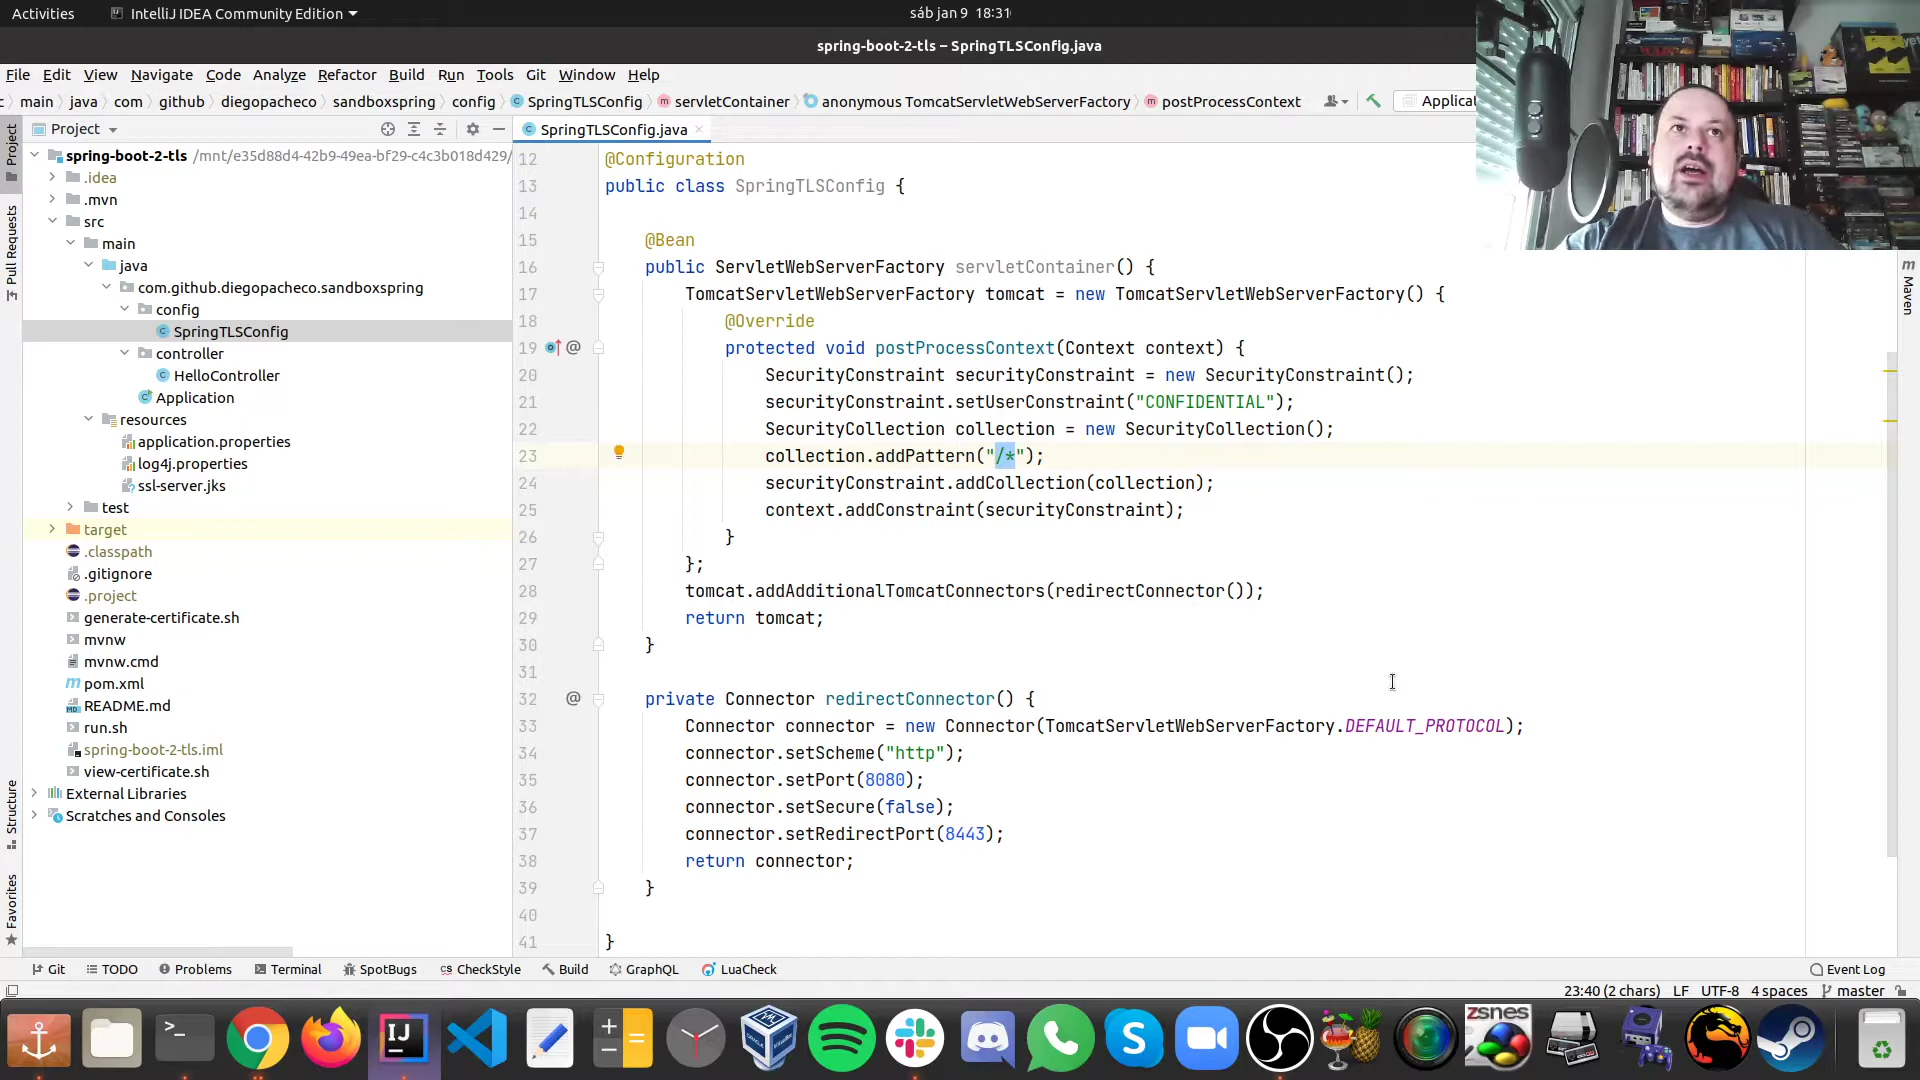 Activities
IntelliJ IDEA Community Edition
sáb jan 9 18:31
spring-boot-2-tls – SpringTLSConfig.java
File Edit View Navigate Code Analyze Refactor Build Run Tools Git Window Help
main java com github diegopacheco sandboxspring config SpringTLSConfig servletContainer anonymous TomcatServletWebServerFactory postProcessContext
Project
SpringTLSConfig.java
Project
Pull Requests
Structure
Favorites
Maven
spring-boot-2-tls /mnt/e35d88d4-42b9-49ea-bf29-c4c3b018d429/
.idea
.mvn
src
main
java
com.github.diegopacheco.sandboxspring
config
SpringTLSConfig
controller
HelloController
Application
resources
application.properties
log4j.properties
ssl-server.jks
test
target
.classpath
.gitignore
.project
generate-certificate.sh
mvnw
mvnw.cmd
pom.xml
README.md
run.sh
spring-boot-2-tls.iml
view-certificate.sh
External Libraries
Scratches and Consoles
12 @Configuration
13 public class SpringTLSConfig {
14
15 @Bean
16 public ServletWebServerFactory servletContainer() {
17 TomcatServletWebServerFactory tomcat = new TomcatServletWebServerFactory() {
18 @Override
19 protected void postProcessContext(Context context) {
20 SecurityConstraint securityConstraint = new SecurityConstraint();
21 securityConstraint.setUserConstraint("CONFIDENTIAL");
22 SecurityCollection collection = new SecurityCollection();
23 collection.addPattern("/*");
24 securityConstraint.addCollection(collection);
25 context.addConstraint(securityConstraint);
26 }
27 };
28 tomcat.addAdditionalTomcatConnectors(redirectConnector());
29 return tomcat;
30 }
31
32 private Connector redirectConnector() {
33 Connector connector = new Connector(TomcatServletWebServerFactory.DEFAULT_PROTOCOL);
34 connector.setScheme("http");
35 connector.setPort(8080);
36 connector.setSecure(false);
37 connector.setRedirectPort(8443);
38 return connector;
39 }
40
41 }
Git TODO Problems Terminal SpotBugs CheckStyle Build GraphQL LuaCheck Event Log
23:40 (2 chars) LF UTF-8 4 spaces master
zsnes